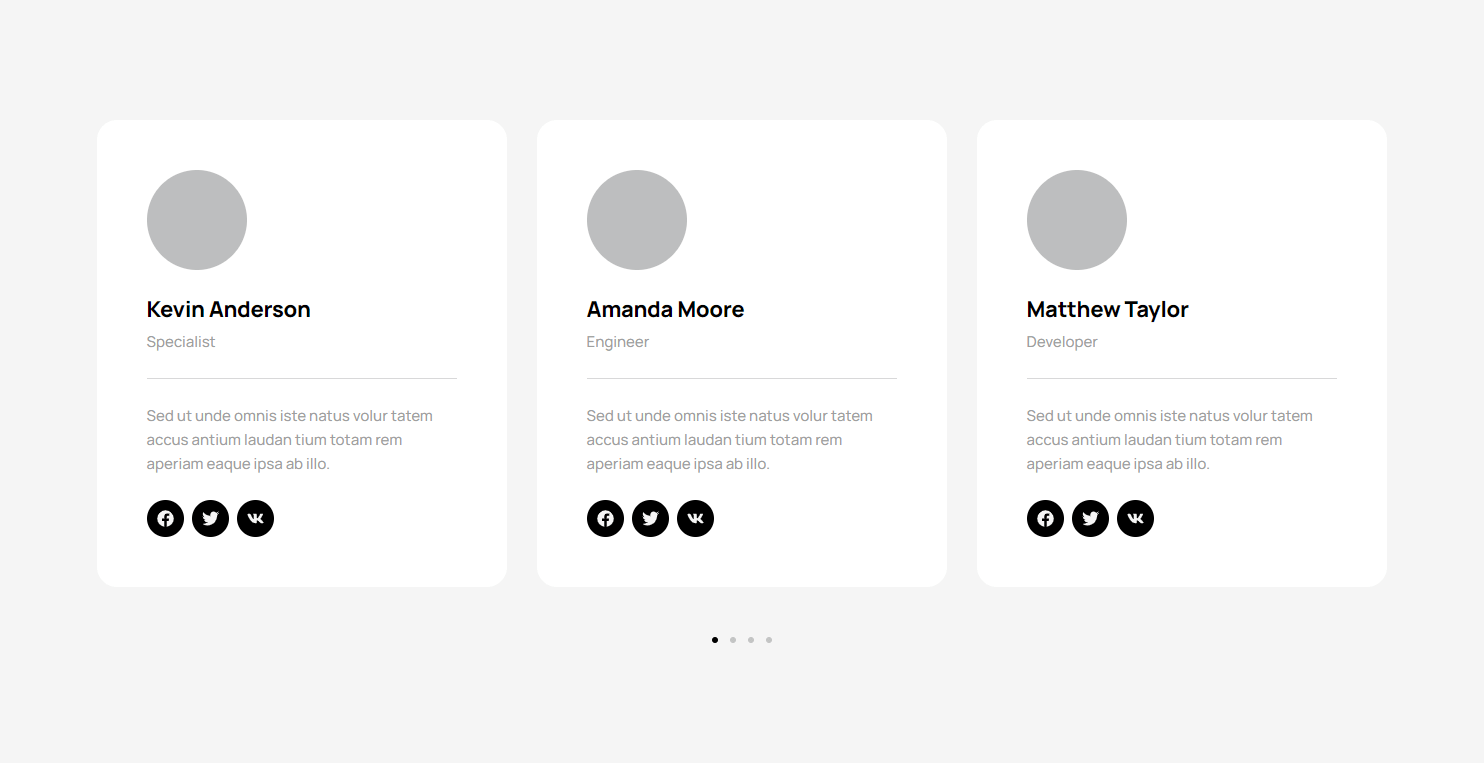 Kevin Anderson
Specialist
Sed ut unde omnis iste natus volur tatem
accus antium laudan tium totam rem
aperiam eaque ipsa ab illo.
Amanda Moore
Engineer
Sed ut unde omnis iste natus volur tatem
accus antium laudan tium totam rem
aperiam eaque ipsa ab illo.
Matthew Taylor
Developer
Sed ut unde omnis iste natus volur tatem
accus antium laudan tium totam rem
aperiam eaque ipsa ab illo.